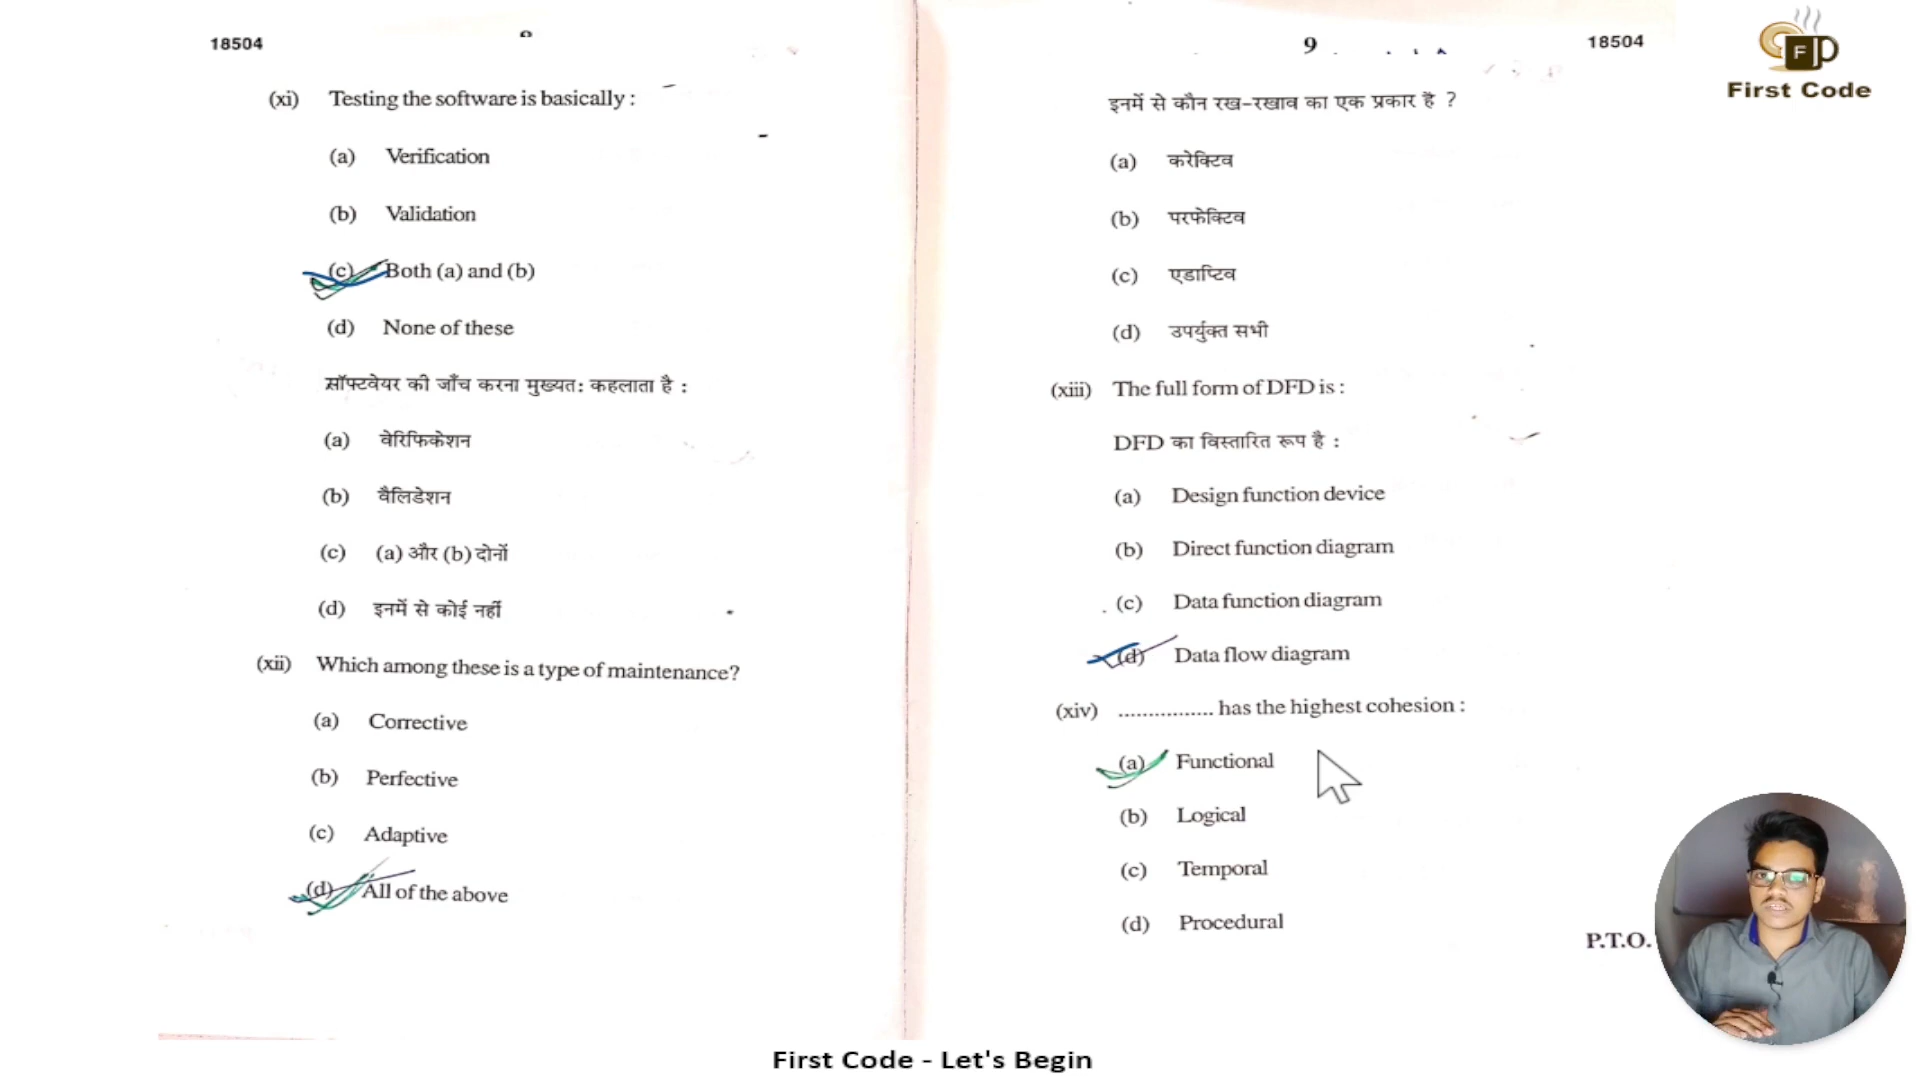 18504
(xi) Testing the software is basically :
(a) Verification
(b) Validation
(c) Both (a) and (b)
(d) None of these
सॉफ्टवेयर की जाँच करना मुख्यतः कहलाता है :
(a) वेरिफिकेशन
(b) वैलिडेशन
(c) (a) और (b) दोनों
(d) इनमें से कोई नहीं
(xii) Which among these is a type of maintenance?
(a) Corrective
(b) Perfective
(c) Adaptive
(d) All of the above
9
18504
इनमें से कौन रख-रखाव का एक प्रकार है ?
(a) करेक्टिव
(b) परफेक्टिव
(c) एडाप्टिव
(d) उपर्युक्त सभी
(xiii) The full form of DFD is :
DFD का विस्तारित रूप है :
(a) Design function device
(b) Direct function diagram
(c) Data function diagram
(d) Data flow diagram
(xiv) ................ has the highest cohesion :
(a) Functional
(b) Logical
(c) Temporal
(d) Procedural
P.T.O.
F
First Code
First Code - Let's Begin